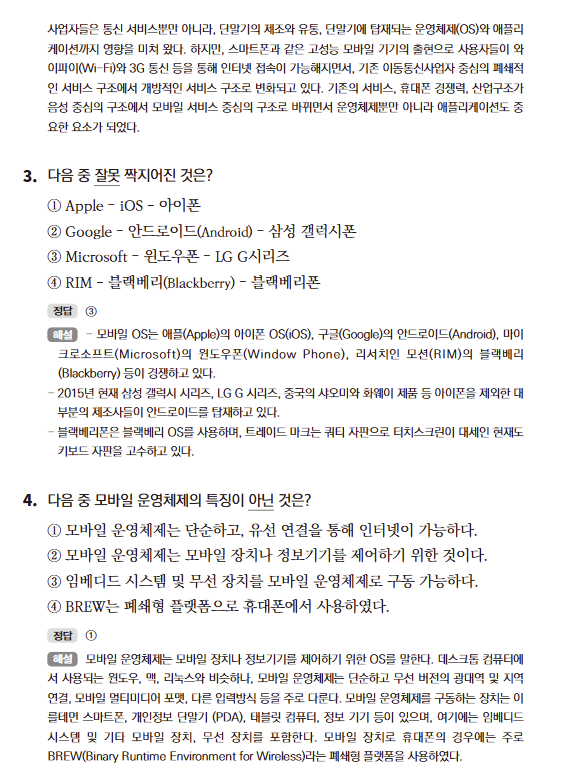 사업자들은 통신 서비스뿐만 아니라, 단말기의 제조와 유통, 단말기에 탑재되는 운영체제(OS)와 애플리
케이션까지 영향을 미쳐 왔다. 하지만, 스마트폰과 같은 고성능 모바일 기기의 출현으로 사용자들이 와
이파이(Wi-Fi)와 3G 통신 등을 통해 인터넷 접속이 가능해지면서, 기존 이동통신사업자 중심의 폐쇄적
인 서비스 구조에서 개방적인 서비스 구조로 변화되고 있다. 기존의 서비스, 휴대폰 경쟁력, 산업구조가
음성 중심의 구조에서 모바일 서비스 중심의 구조로 바뀌면서 운영체제뿐만 아니라 애플리케이션도 중
요한 요소가 되었다.
3. 다음 중 잘못 짝지어진 것은?
① Apple - iOS - 아이폰
② Google - 안드로이드(Android) - 삼성 갤럭시폰
③ Microsoft - 윈도우폰 - LG G시리즈
④ RIM - 블랙베리(Blackberry) - 블랙베리폰
정답 ③
해설 - 모바일 OS는 애플(Apple)의 아이폰 OS(iOS), 구글(Google)의 안드로이드(Android), 마이
크로소프트(Microsoft)의 윈도우폰(Window Phone), 리서치인 모션(RIM)의 블랙베리
(Blackberry) 등이 경쟁하고 있다.
- 2015년 현재 삼성 갤럭시 시리즈, LG G 시리즈, 중국의 샤오미와 화웨이 제품 등 아이폰을 제외한 대
부분의 제조사들이 안드로이드를 탑재하고 있다.
- 블랙베리폰은 블랙베리 OS를 사용하며, 트레이드 마크는 쿼티 자판으로 터치스크린이 대세인 현재도
키보드 자판을 고수하고 있다.
4. 다음 중 모바일 운영체제의 특징이 아닌 것은?
① 모바일 운영체제는 단순하고, 유선 연결을 통해 인터넷이 가능하다.
② 모바일 운영체제는 모바일 장치나 정보기기를 제어하기 위한 것이다.
③ 임베디드 시스템 및 무선 장치를 모바일 운영체제로 구동 가능하다.
④ BREW는 폐쇄형 플랫폼으로 휴대폰에서 사용하였다.
정답 ①
해설 모바일 운영체제는 모바일 장치나 정보기기를 제어하기 위한 OS를 말한다. 데스크톱 컴퓨터에
서 사용되는 윈도우, 맥, 리눅스와 비슷하나, 모바일 운영체제는 단순하고 무선 버전의 광대역 및 지역
연결, 모바일 멀티미디어 포맷, 다른 입력방식 등을 주로 다룬다. 모바일 운영체제를 구동하는 장치는 이
를테면 스마트폰, 개인정보 단말기 (PDA), 태블릿 컴퓨터, 정보 기기 등이 있으며, 여기에는 임베디드
시스템 및 기타 모바일 장치, 무선 장치를 포함한다. 모바일 장치로 휴대폰의 경우에는 주로
BREW(Binary Runtime Environment for Wireless)라는 폐쇄형 플랫폼을 사용하였다.